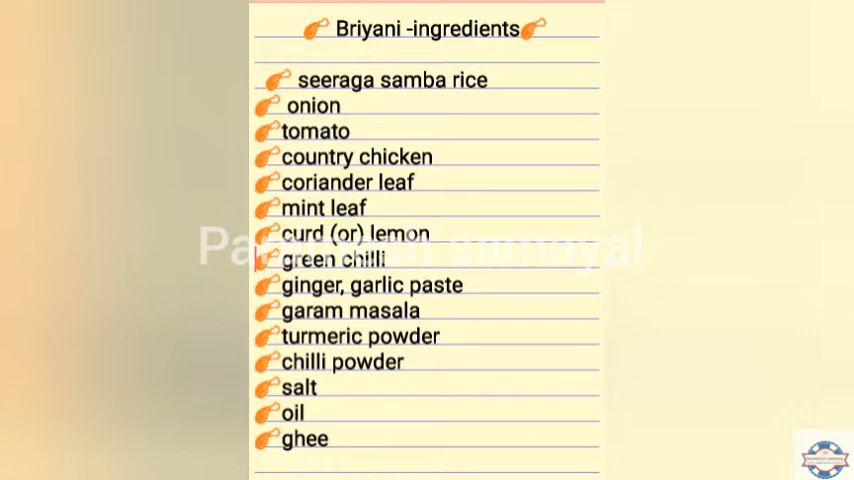 Briyani -ingredients
seeraga samba rice
onion
tomato
country chicken
coriander leaf
mint leaf
curd (or) lemon
green chilli
ginger, garlic paste
garam masala
turmeric powder
chilli powder
salt
oil
ghee
samayal